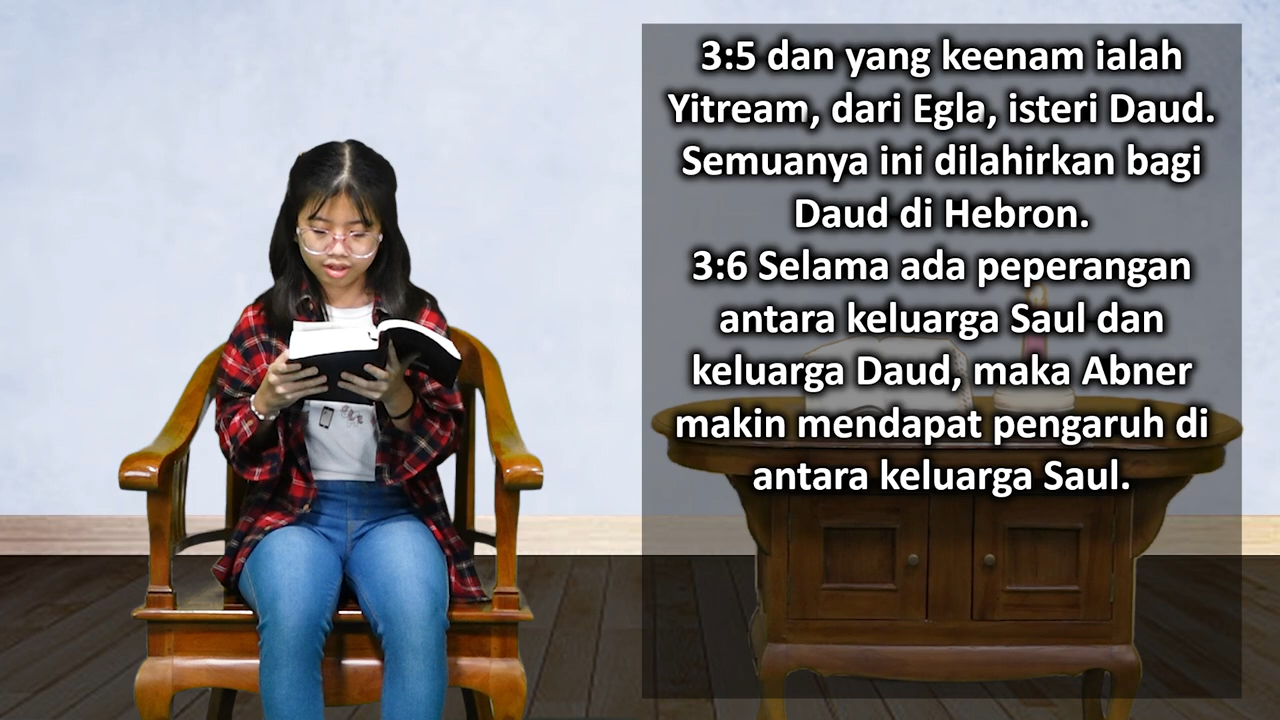 3:5 dan yang keenam ialah
Yitream, dari Egla, isteri Daud.
Semuanya ini dilahirkan bagi
Daud di Hebron.
3:6 Selama ada peperangan
antara keluarga Saul dan
keluarga Daud, maka Abner
makin mendapat pengaruh di
antara keluarga Saul.